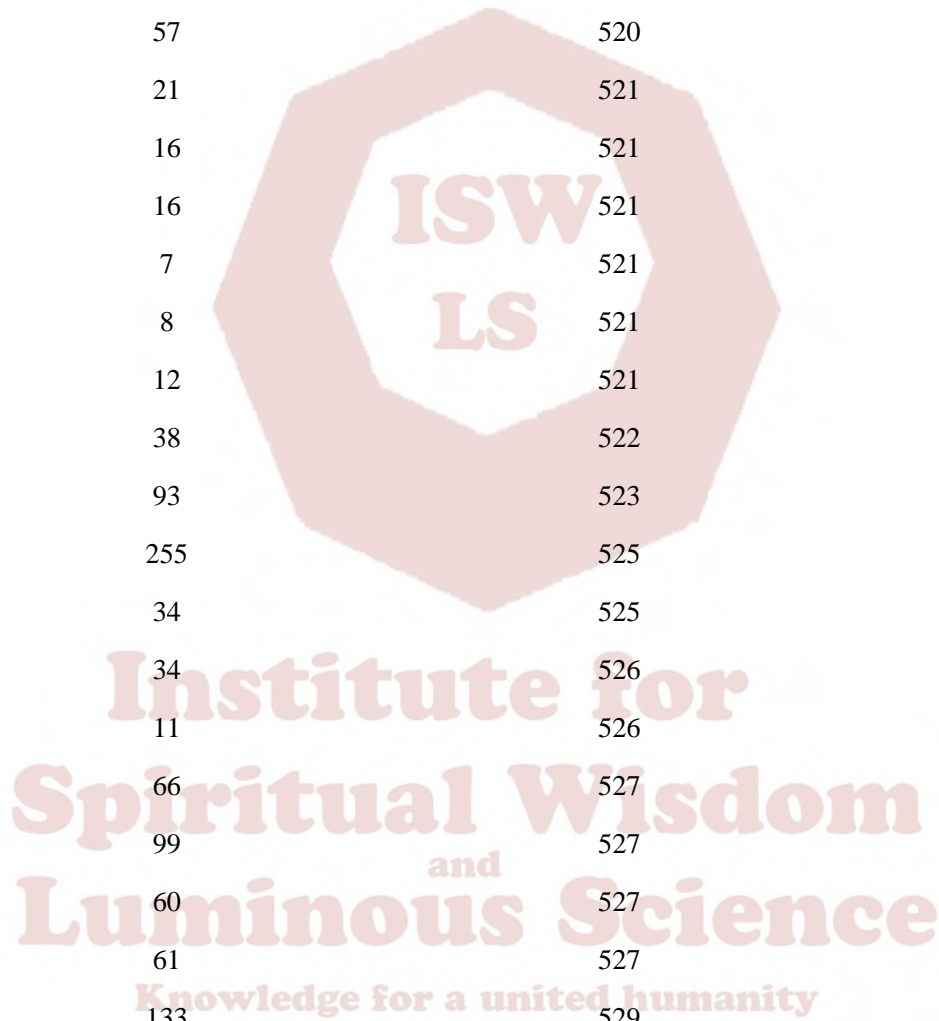 57 520
21 521
16 521
ISW
16 521
7 521
LS
8 521
12 521
38 522
93 523
255 525
34 525
Institute for
34 526
11 526
Spiritual Wisdom
66 527
99 527
and
Luminous Science
60 527
61 527
Knowledge for a united humanity
133 529